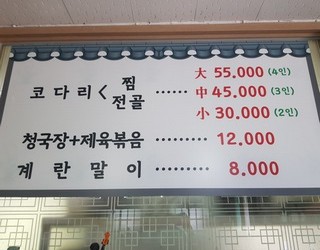 코다리 < 찜 전골 ...... 大 55.000 (4인)
中 45.000 (3인)
小 30.000 (2인)
청국장+제육볶음 ......... 12.000
계란말이 ......... 8.000